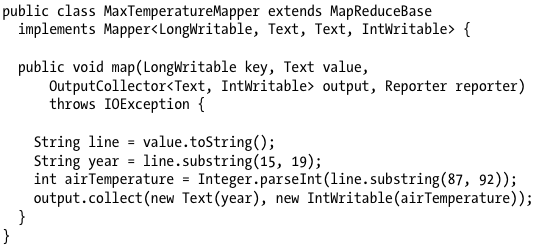 public class MaxTemperatureMapper extends MapReduceBase
  implements Mapper<LongWritable, Text, Text, IntWritable> {

  public void map(LongWritable key, Text value,
      OutputCollector<Text, IntWritable> output, Reporter reporter)
      throws IOException {

    String line = value.toString();
    String year = line.substring(15, 19);
    int airTemperature = Integer.parseInt(line.substring(87, 92));
    output.collect(new Text(year), new IntWritable(airTemperature));
  }
}